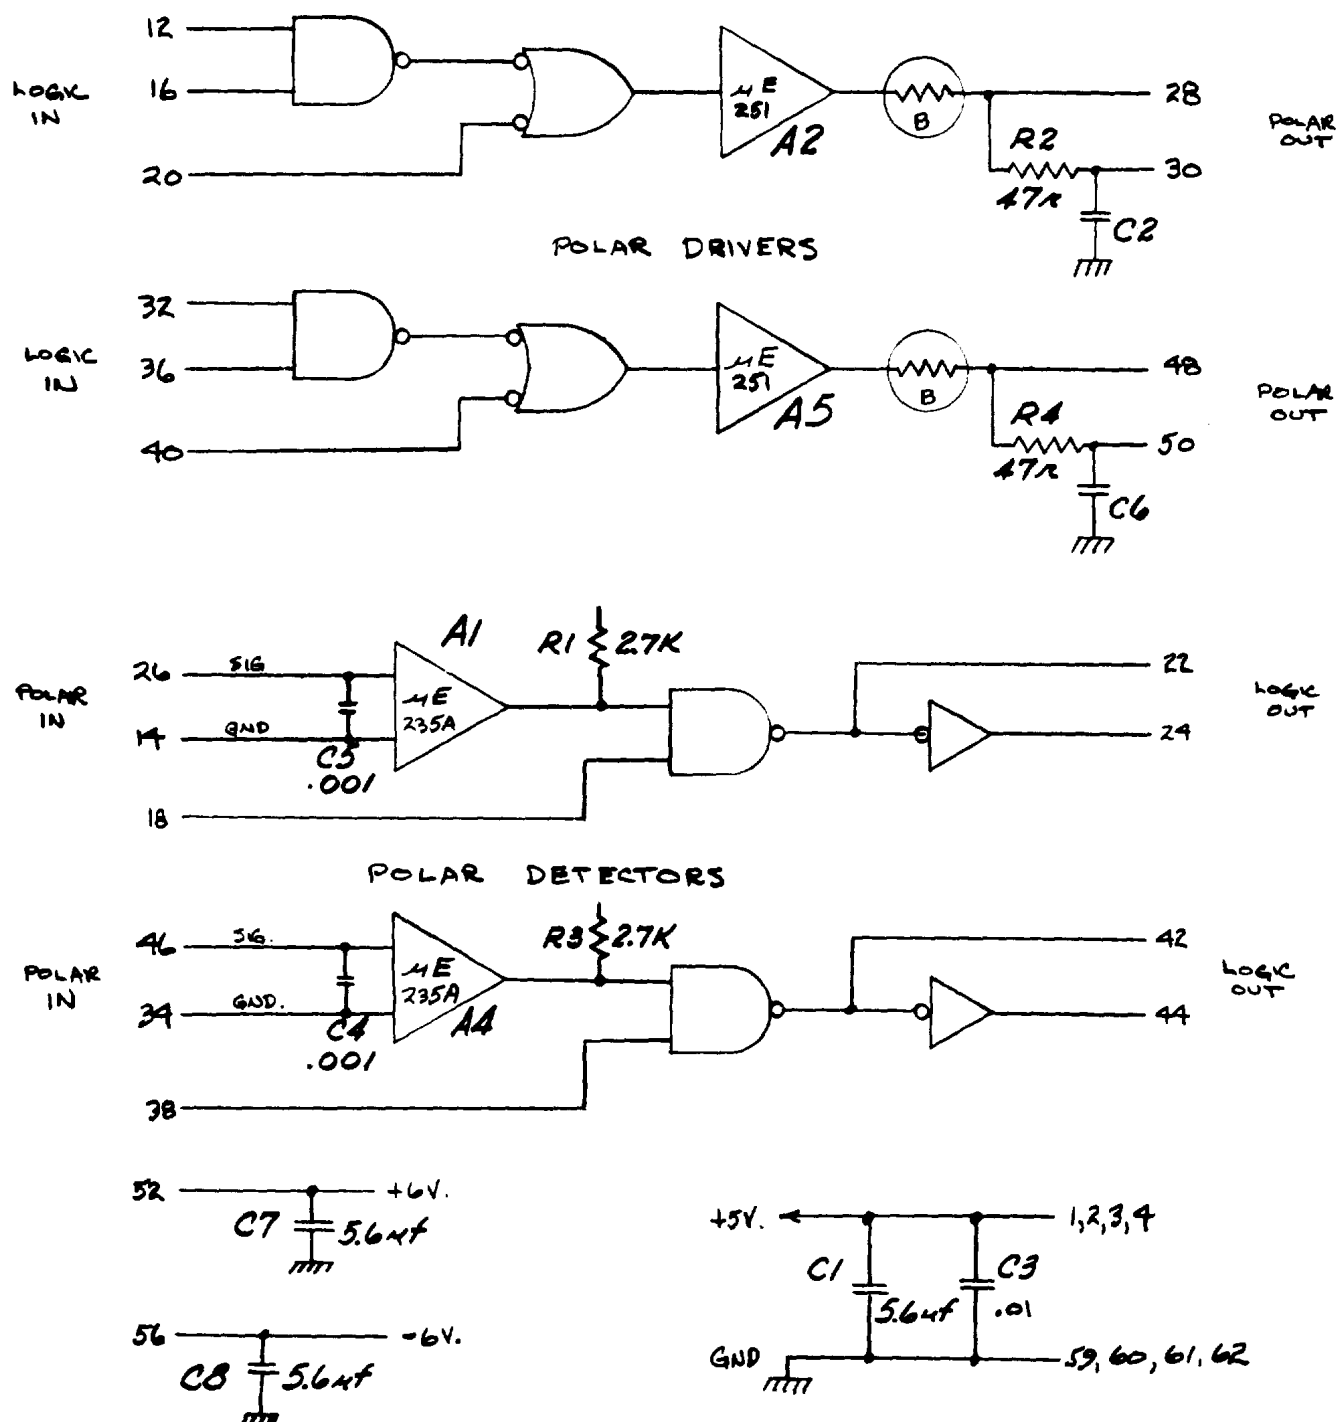 12
LOGIC
IN
16
20
μE
251
A2
B
28
POLAR
OUT
R2
47Ω
30
C2
POLAR DRIVERS
32
LOGIC
IN
36
40
μE
251
A5
B
48
POLAR
OUT
R4
47Ω
50
C6
A1
R1 2.7K
26 SIG
POLAR
IN
14 GND
μE
235A
C5
.001
18
22
LOGIC
OUT
24
POLAR DETECTORS
R3 2.7K
46 SIG.
POLAR
IN
34 GND.
μE
235A
A4
C4
.001
38
42
LOGIC
OUT
44
52 +6V.
C7 5.6μf
56 -6V.
C8 5.6μf
+5V. 1,2,3,4
C1 5.6μf
C3
.01
GND 59, 60, 61, 62